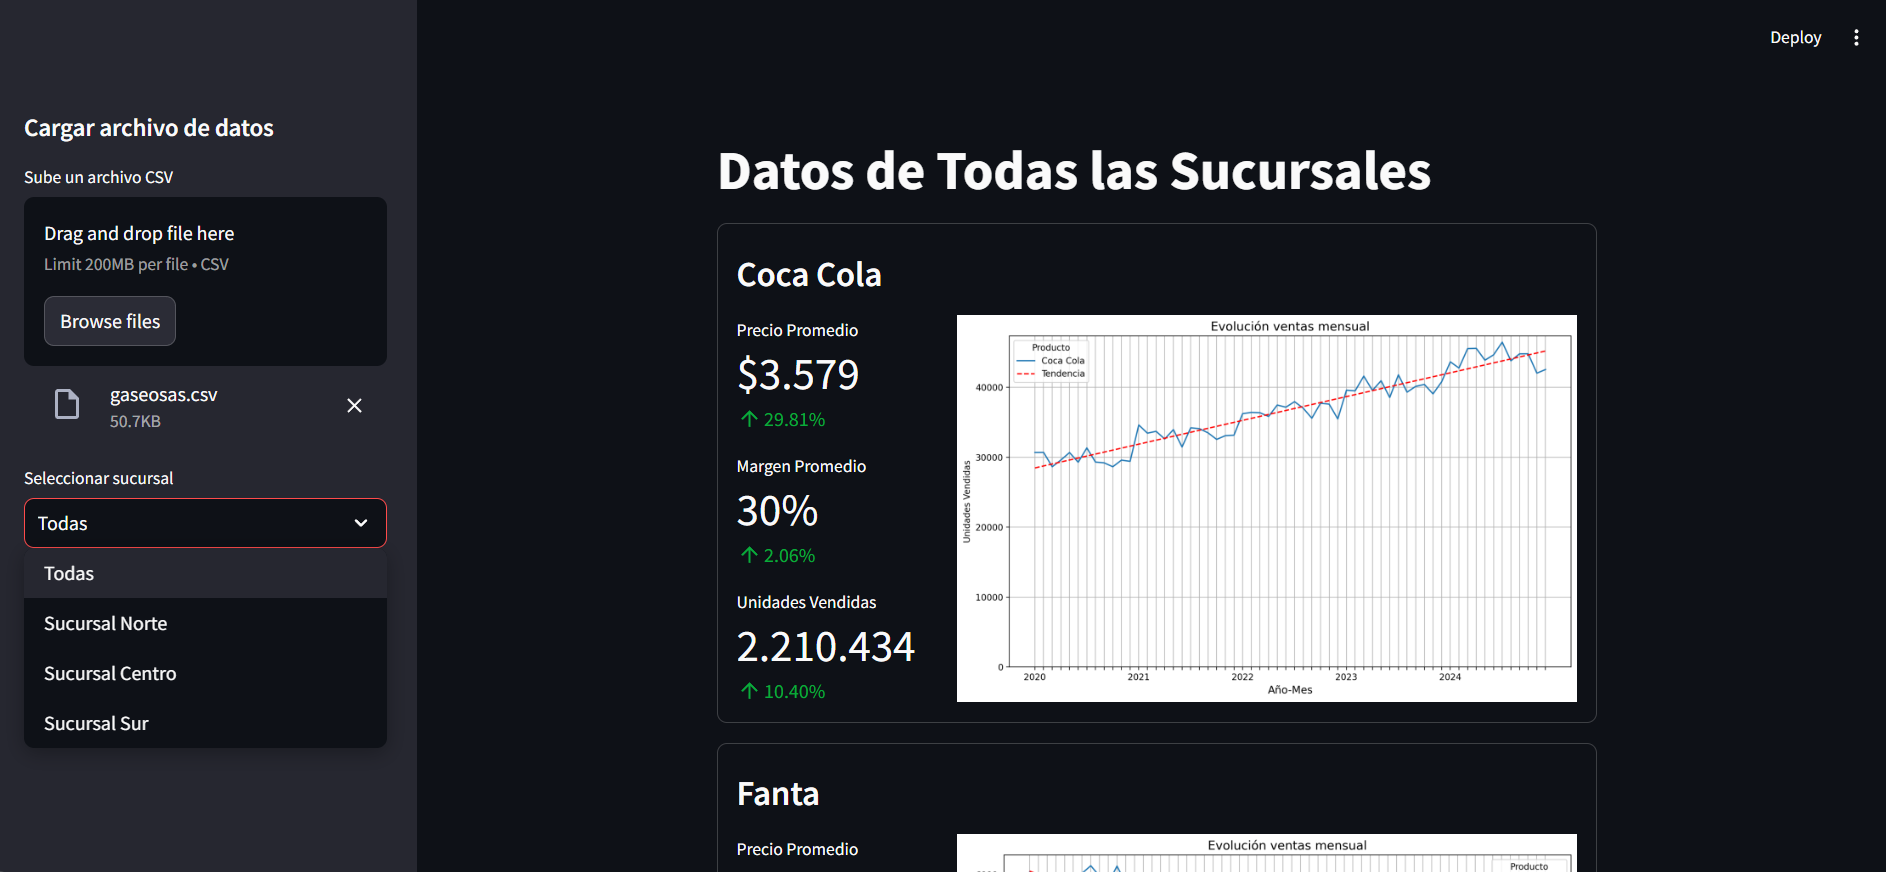 Deploy
Cargar archivo de datos
Sube un archivo CSV
Drag and drop file here
Limit 200MB per file • CSV
Browse files
gaseosas.csv
50.7KB
Seleccionar sucursal
Todas
Todas
Sucursal Norte
Sucursal Centro
Sucursal Sur
Datos de Todas las Sucursales
Coca Cola
Precio Promedio
$3.579
↑ 29.81%
Margen Promedio
30%
↑ 2.06%
Unidades Vendidas
2.210.434
↑ 10.40%
Evolución ventas mensual
Producto
Coca Cola
Tendencia
40000
30000
20000
10000
0
Unidades Vendidas
2020 2021 2022 2023 2024
Año-Mes
Fanta
Precio Promedio
Evolución ventas mensual
Producto